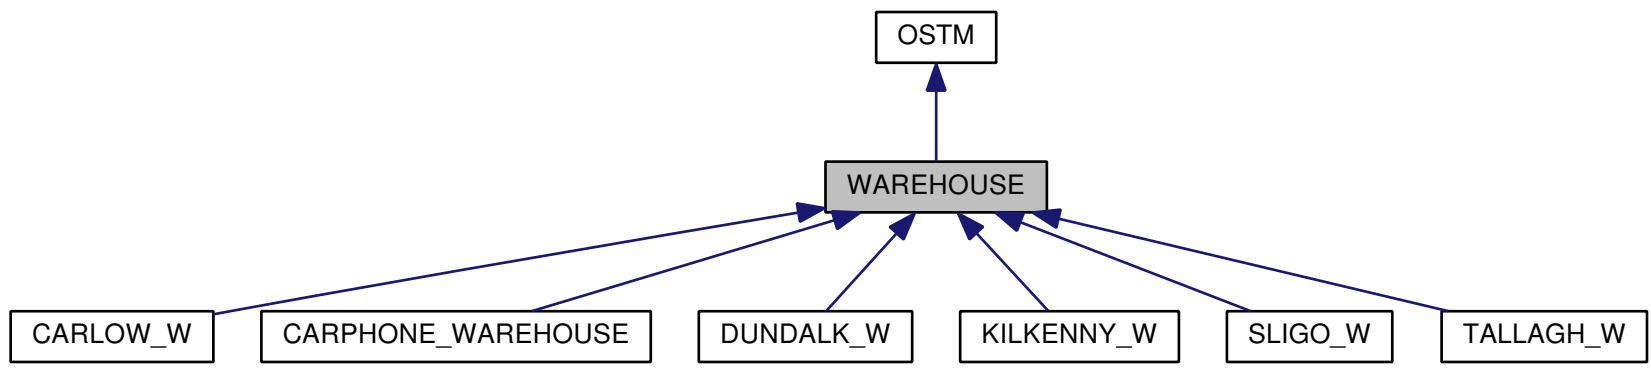 OSTM
WAREHOUSE
CARLOW_W
CARPHONE_WAREHOUSE
DUNDALK_W
KILKENNY_W
SLIGO_W
TALLAGH_W